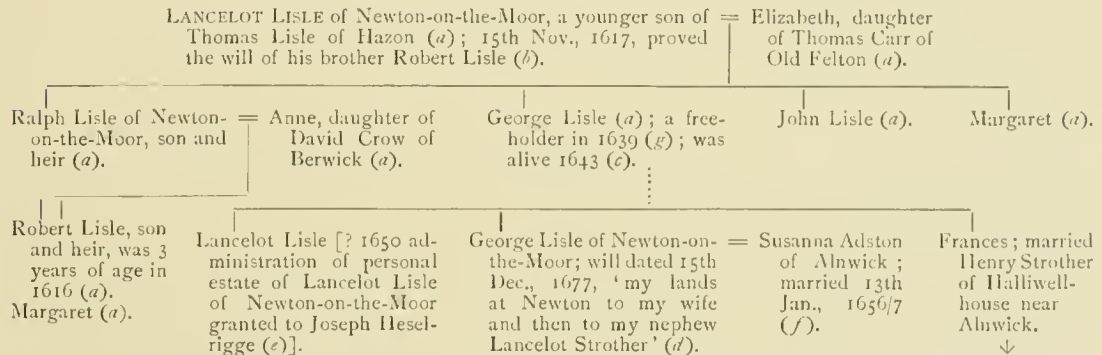 LANCELOT LISLE of Newton-on-the-Moor, a younger son of
Thomas Lisle of Hazon (a); 15th Nov., 1617, proved
the will of his brother Robert Lisle (b).
= Elizabeth, daughter
of Thomas Carr of
Old Felton (a).
Ralph Lisle of Newton-
on-the-Moor, son and
heir (a).
= Anne, daughter of
David Crow of
Berwick (a).
George Lisle (a); a free-
holder in 1639 (g); was
alive 1643 (c).
John Lisle (a).
Margaret (a).
Robert Lisle, son
and heir, was 3
years of age in
1616 (a).
Margaret (a).
Lancelot Lisle [? 1650 ad-
ministration of personal
estate of Lancelot Lisle
of Newton-on-the-Moor
granted to Joseph Hesel-
rigge (e)].
George Lisle of Newton-on-
the-Moor; will dated 15th
Dec., 1677, 'my lands
at Newton to my wife
and then to my nephew
Lancelot Strother' (d).
= Susanna Adston
of Alnwick;
married 13th
Jan., 1656/7
(f).
Frances; married
Henry Strother
of Halliwell-
house near
Alnwick.